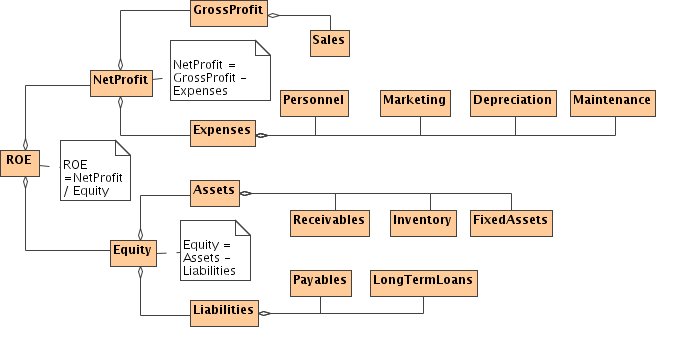 GrossProfit
Sales
NetProfit
NetProfit =
GrossProfit -
Expenses
Personnel
Marketing
Depreciation
Maintenance
Expenses
ROE
ROE
=NetProfit
/ Equity
Assets
Receivables
Inventory
FixedAssets
Equity
Equity =
Assets -
Liabilities
Payables
LongTermLoans
Liabilities